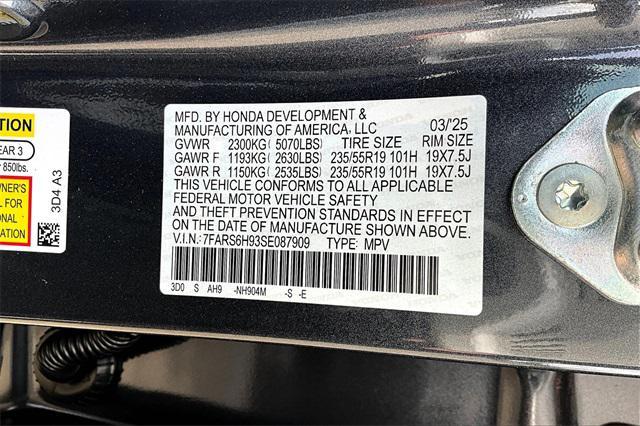 TION
EAR 3
850lbs.
NER'S
L FOR
ONAL
TION
3D4 A3
MFD. BY HONDA DEVELOPMENT &
MANUFACTURING OF AMERICA, LLC 03/'25
GVWR 2300KG (5070LBS) TIRE SIZE RIM SIZE
GAWR F 1193KG (2630LBS) 235/55R19 101H 19X7.5J
GAWR R 1150KG (2535LBS) 235/55R19 101H 19X7.5J
THIS VEHICLE CONFORMS TO ALL APPLICABLE
FEDERAL MOTOR VEHICLE SAFETY
AND THEFT PREVENTION STANDARDS IN EFFECT
ON THE DATE OF MANUFACTURE SHOWN ABOVE.
V.I.N.: 7FARS6H93SE087909 TYPE: MPV
3D0 S AH9 -NH904M -S -E